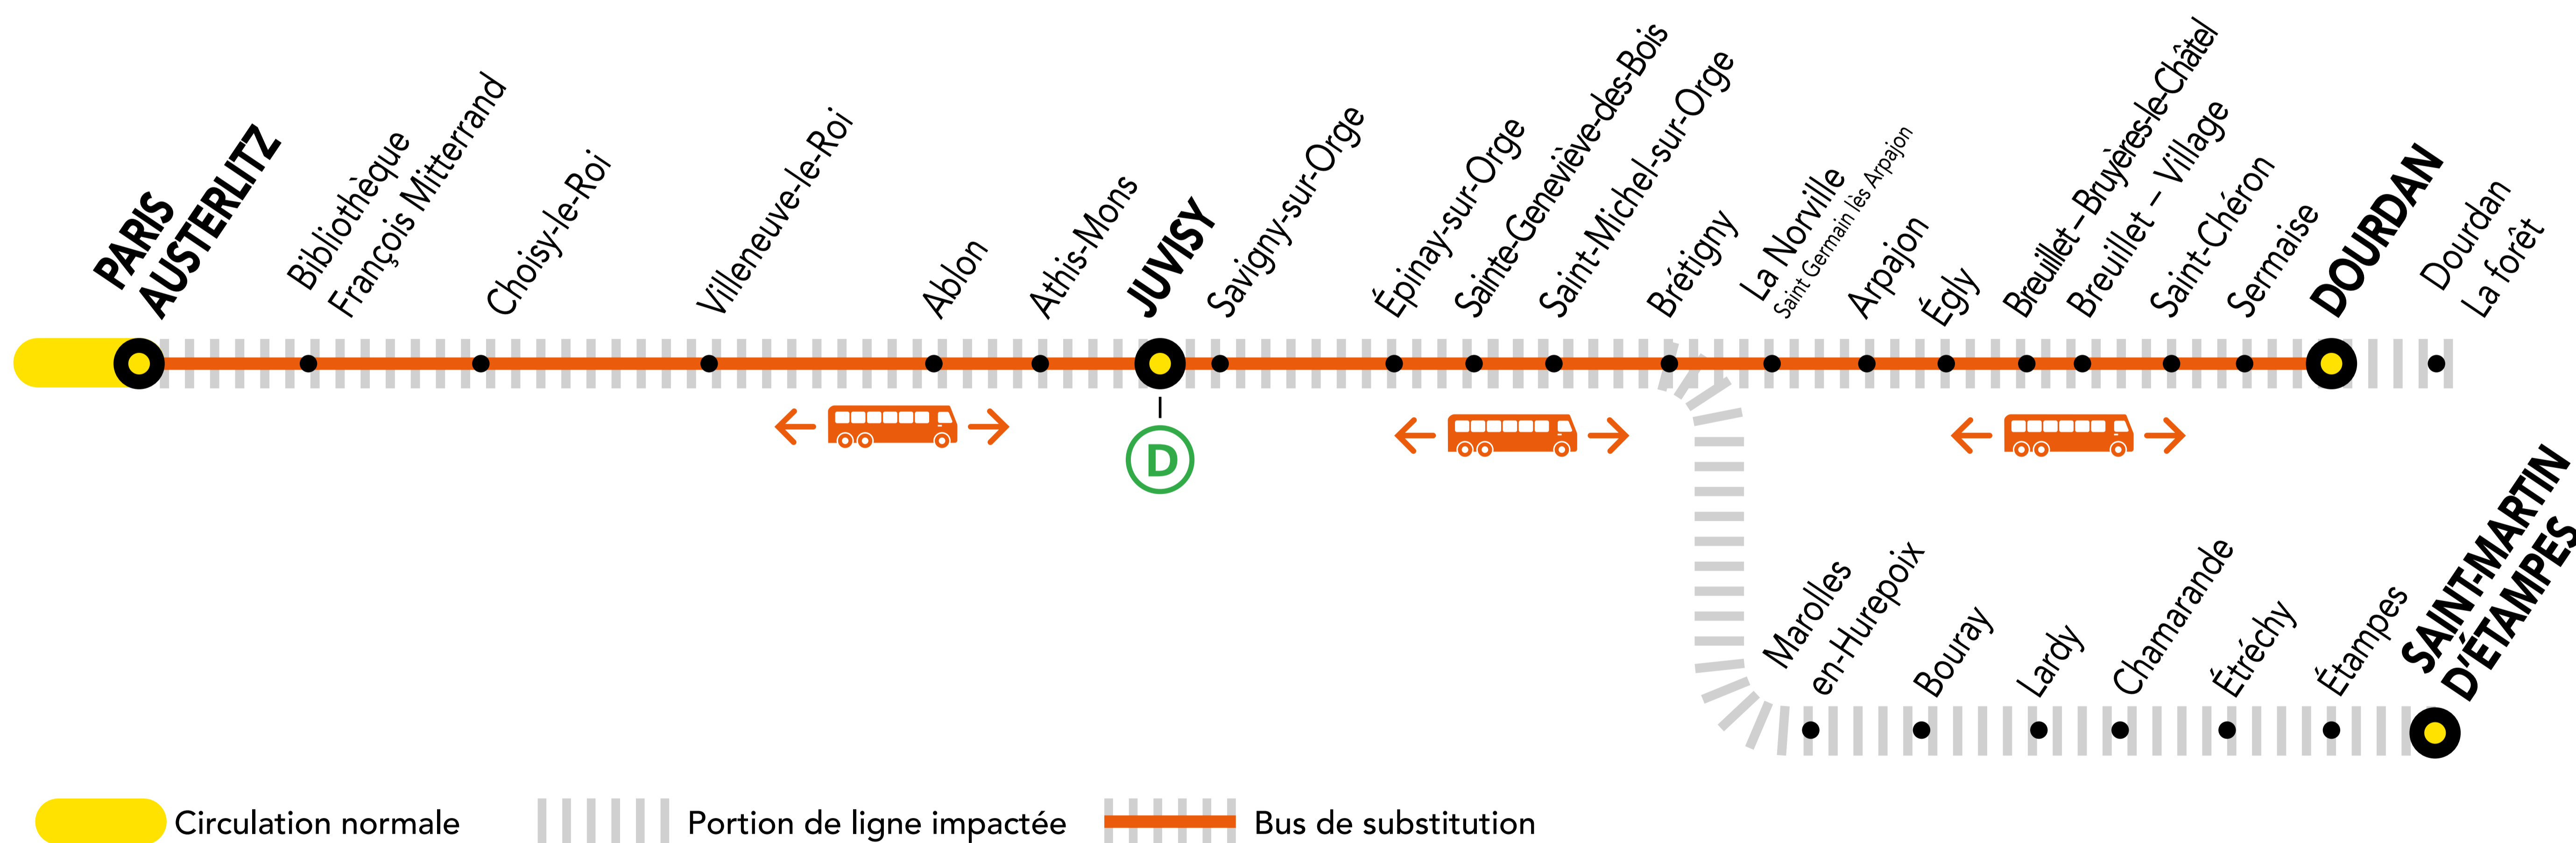 PARIS
AUSTERLITZ
Bibliothèque
François Mitterrand
Choisy-le-Roi
Villeneuve-le-Roi
Ablon
Athis-Mons
JUVISY
Savigny-sur-Orge
Épinay-sur-Orge
Sainte-Geneviève-des-Bois
Saint-Michel-sur-Orge
Brétigny
La Norville
Saint Germain lès Arpajon
Arpajon
Égly
Breuillet – Bruyères-le-Châtel
Breuillet – Village
Saint-Chéron
Sermaise
DOURDAN
Dourdan
La forêt
D
Marolles
en-Hurepoix
Bouray
Lardy
Chamarande
Étréchy
Étampes
SAINT-MARTIN
D'ÉTAMPES
Circulation normale
Portion de ligne impactée
Bus de substitution